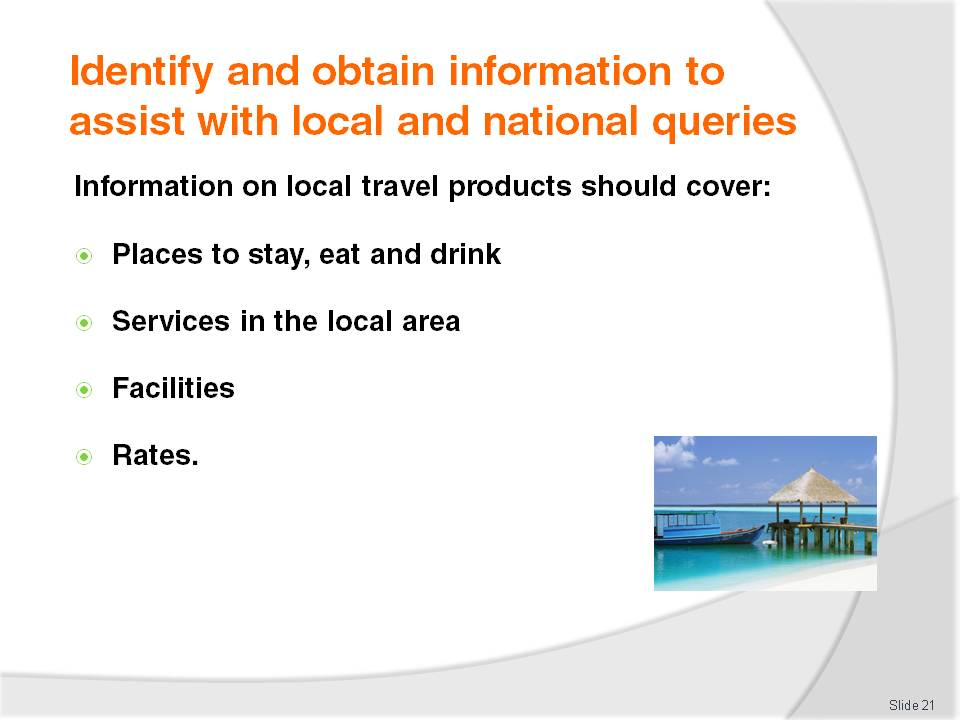 Identify and obtain information to
assist with local and national queries
Information on local travel products should cover:
Places to stay, eat and drink
Services in the local area
Facilities
Rates.
Slide 21